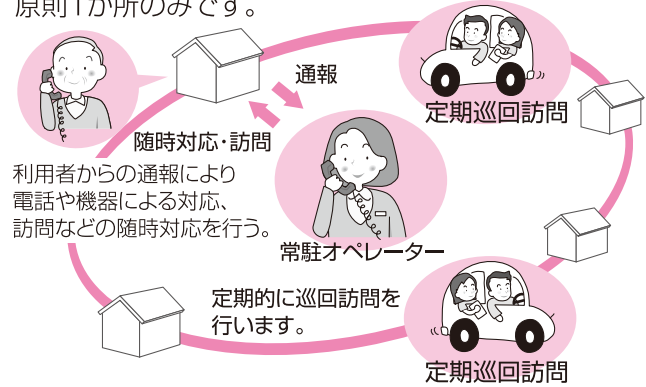 原則1か所のみです。
通報
定期巡回訪問
随時対応・訪問
利用者からの通報により
電話や機器による対応、
訪問などの随時対応を行う。
常駐オペレーター
定期的に巡回訪問を
行います。
定期巡回訪問